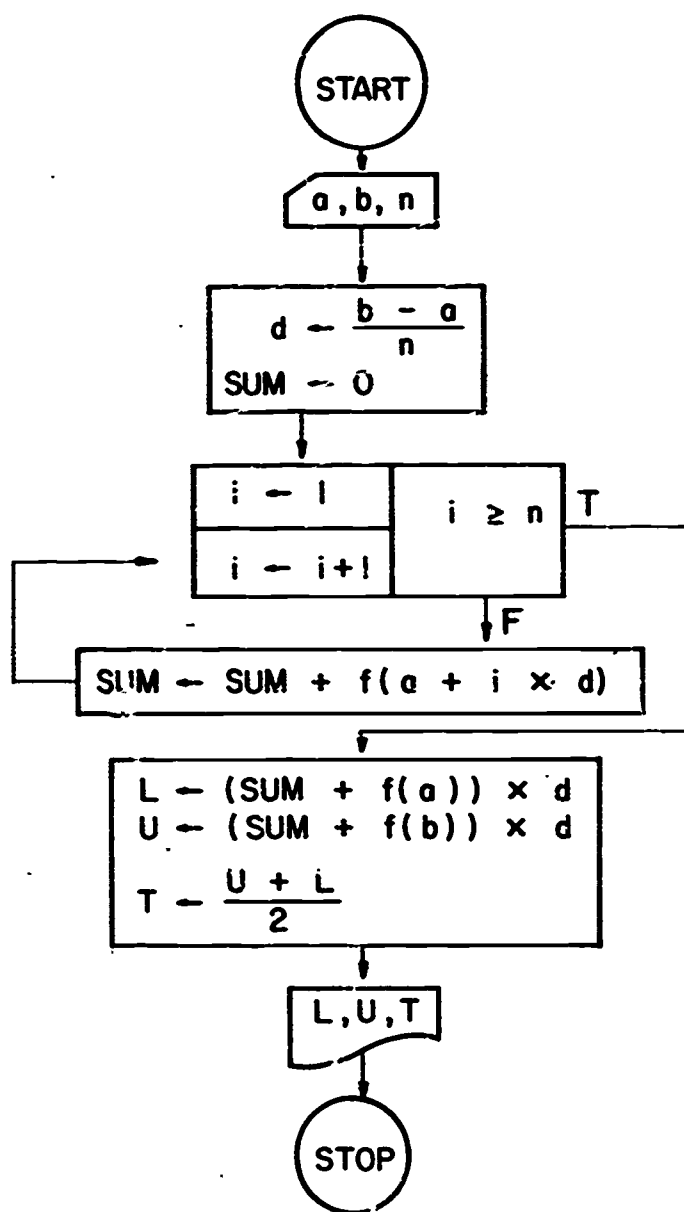 START
a, b, n
d ← b - a / n
SUM ← 0
i ← 1
i ≥ n T
i ← i+1
F
SUM ← SUM + f(a + i × d)
L ← (SUM + f(a)) × d
U ← (SUM + f(b)) × d
T ← U + L / 2
L, U, T
STOP